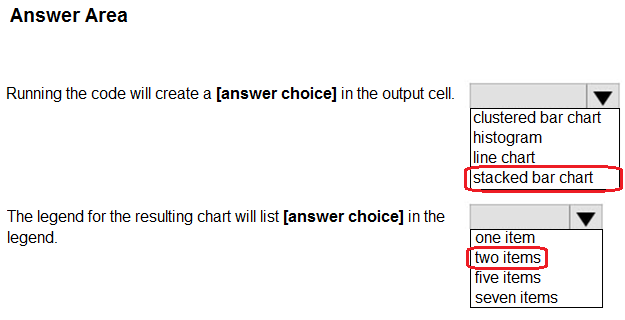 Answer Area
Running the code will create a [answer choice] in the output cell.
clustered bar chart
histogram
line chart
stacked bar chart
The legend for the resulting chart will list [answer choice] in the
legend.
one item
two items
five items
seven items